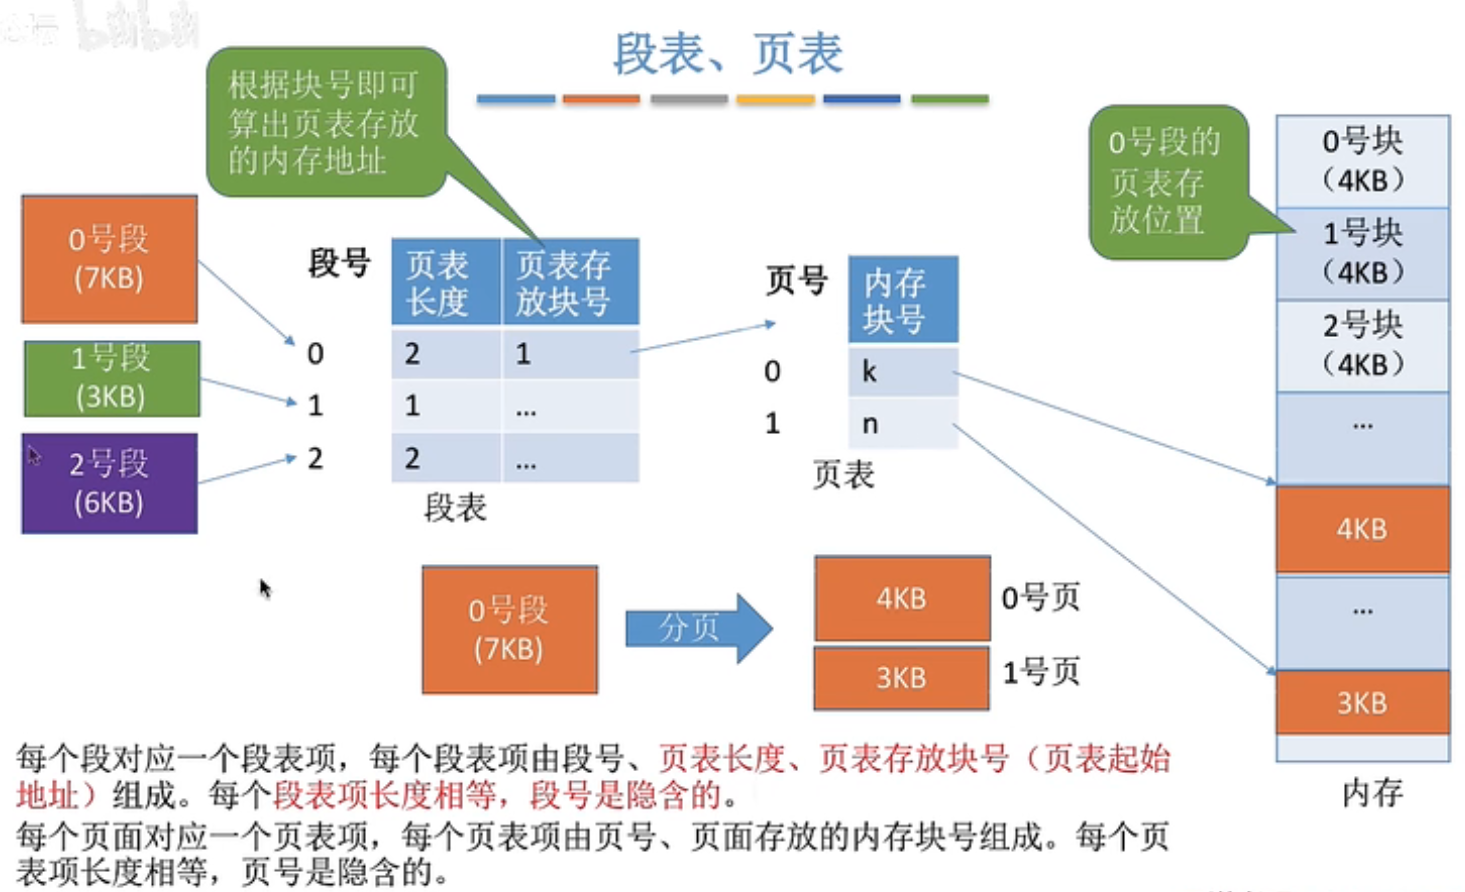 bilibili
段表、页表
根据块号即可
算出页表存放
的内存地址
0号段的
页表存
放位置
0号段
(7KB)
1号段
(3KB)
2号段
(6KB)
段号
页表
长度
页表存
放块号
0
2
1
1
1
...
2
2
...
段表
页号
内存
块号
0
k
1
n
页表
0号块
（4KB）
1号块
（4KB）
2号块
（4KB）
...
4KB
...
3KB
内存
0号段
(7KB)
分页
4KB
0号页
3KB
1号页
每个段对应一个段表项，每个段表项由段号、页表长度、页表存放块号（页表起始
地址）组成。每个段表项长度相等，段号是隐含的。
每个页面对应一个页表项，每个页表项由页号、页面存放的内存块号组成。每个页
表项长度相等，页号是隐含的。